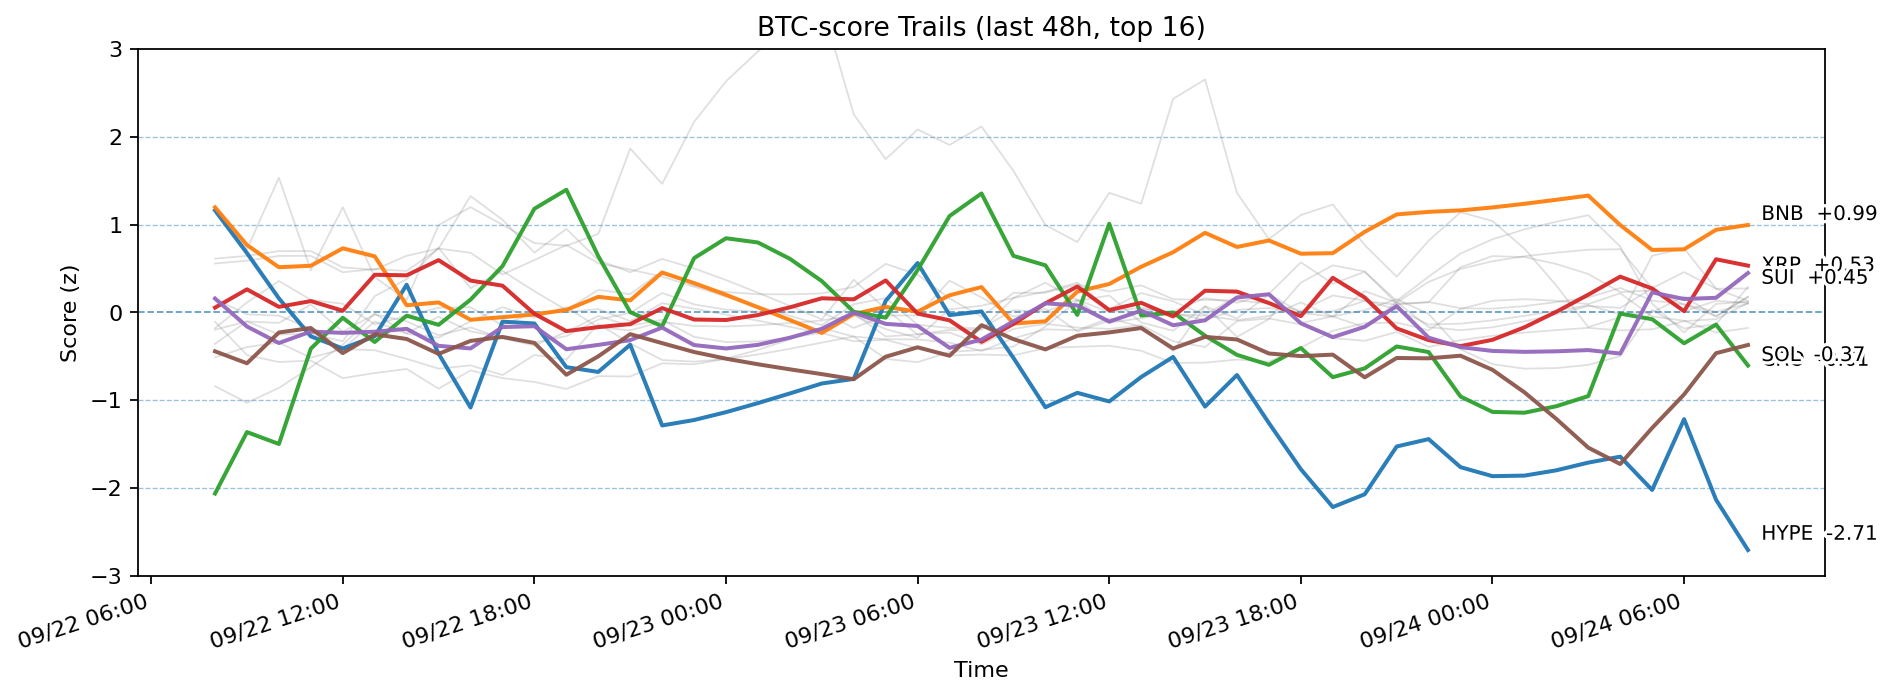 BTC-score Trails (last 48h, top 16)
Score (z)
3
2
1
0
−1
−2
−3
BNB +0.99
XRP +0.53
SUI +0.45
SOL -0.37
HYPE -2.71
09/22 06:00
09/22 12:00
09/22 18:00
09/23 00:00
09/23 06:00
09/23 12:00
09/23 18:00
09/24 00:00
09/24 06:00
Time